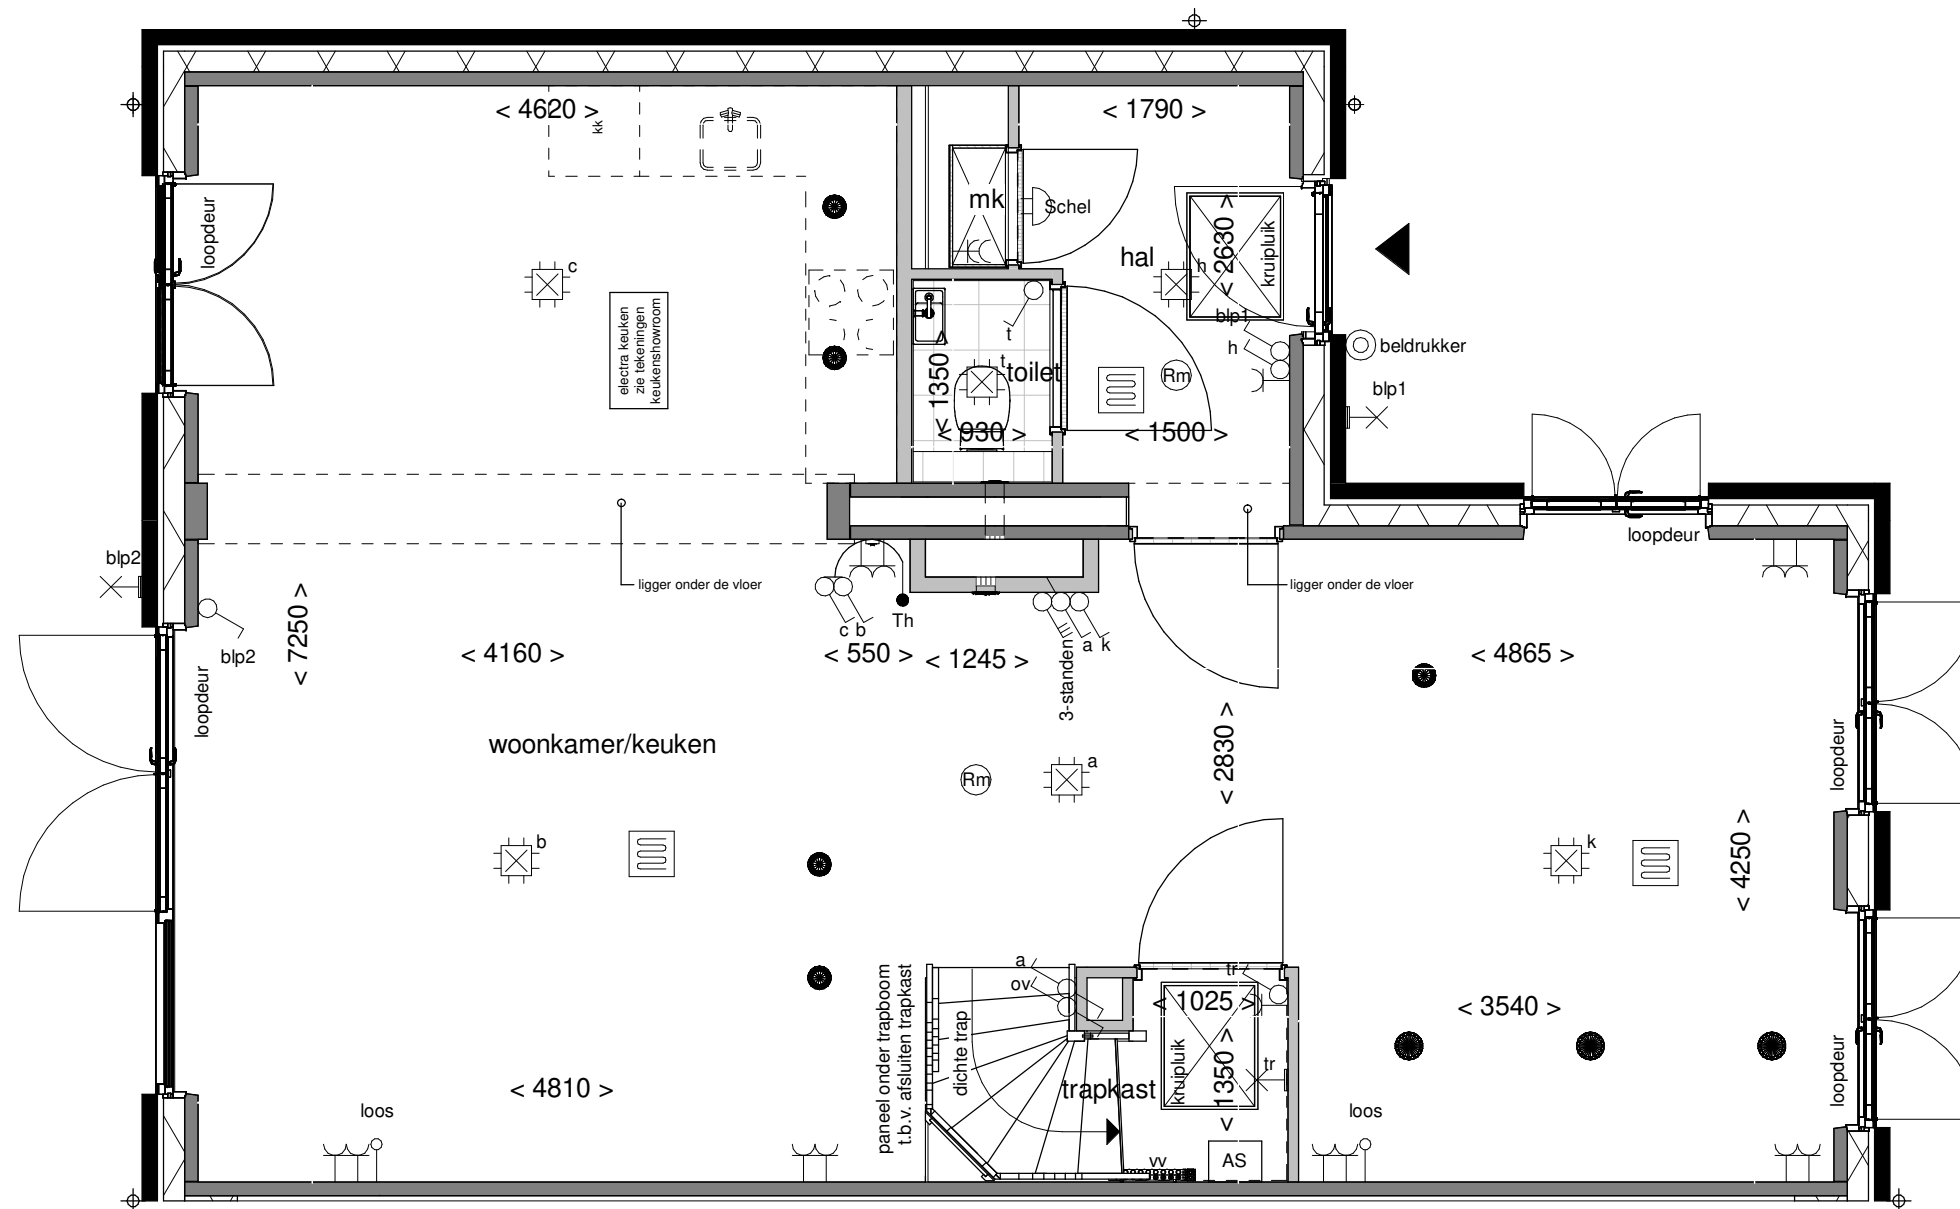 < 4620 >
< 1790 >
kk
loopdeur
mk
Schel
< 2630 >
kruipluik
hal
h
c
electra keuken
zie tekeningen
keukenshowroom
blp1
h
beldrukker
t
t
toilet
Rm
blp1
< 1350 >
< 930 >
< 1500 >
loopdeur
blp2
ligger onder de vloer
ligger onder de vloer
Th
c b
a k
3-standen
blp2
< 7250 >
< 4160 >
< 550 >
< 1245 >
< 4865 >
loopdeur
woonkamer/keuken
< 2830 >
loopdeur
Rm
a
b
k
< 4250 >
a
ov
tr
< 1025 >
< 3540 >
paneel onder trapboom
t.b.v. afsluiten trapkast
dichte trap
kruipluik
< 1350 >
tr
trapkast
loopdeur
< 4810 >
loos
loos
vv
AS